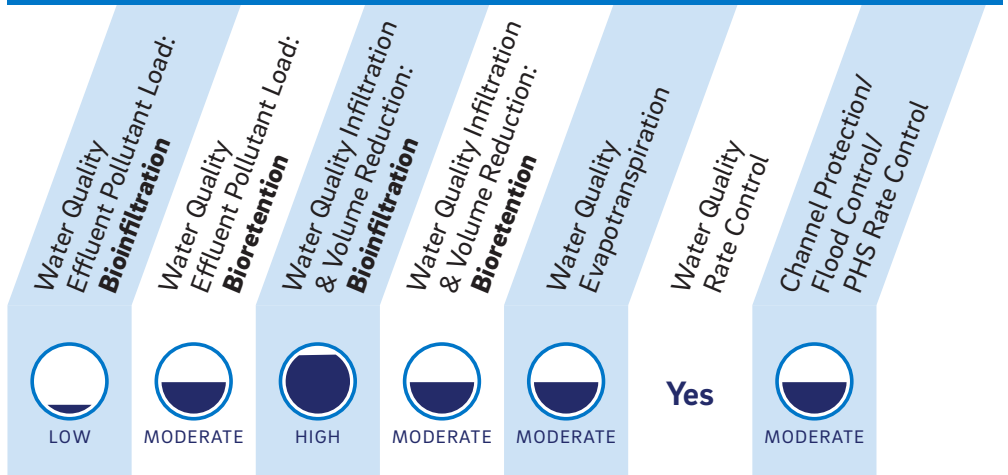 Water Quality
Effluent Pollutant Load:
Bioinfiltration
Water Quality
Effluent Pollutant Load:
Bioretention
Water Quality Infiltration
& Volume Reduction:
Bioinfiltration
Water Quality Infiltration
& Volume Reduction:
Bioretention
Water Quality
Evapotranspiration
Water Quality
Rate Control
Channel Protection/
Flood Control/
PHS Rate Control
LOW
MODERATE
HIGH
MODERATE
MODERATE
Yes
MODERATE